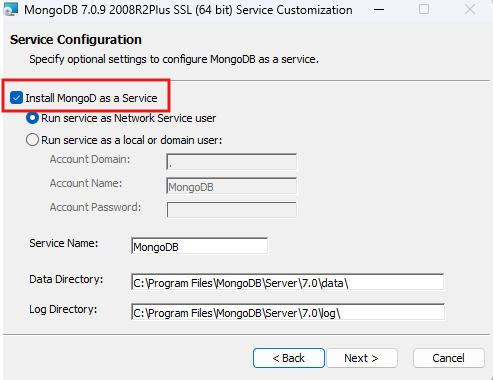 MongoDB 7.0.9 2008R2Plus SSL (64 bit) Service Customization
Service Configuration
Specify optional settings to configure MongoDB as a service.
Install MongoD as a Service
Run service as Network Service user
Run service as a local or domain user:
Account Domain: .
Account Name: MongoDB
Account Password:
Service Name: MongoDB
Data Directory: C:\Program Files\MongoDB\Server\7.0\data\
Log Directory: C:\Program Files\MongoDB\Server\7.0\log\
< Back Next > Cancel